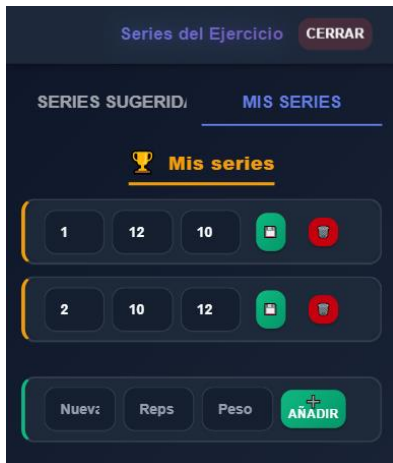 Series del Ejercicio CERRAR
SERIES SUGERIDA MIS SERIES
Mis series
1 12 10
2 10 12
Nueva Reps Peso AÑADIR